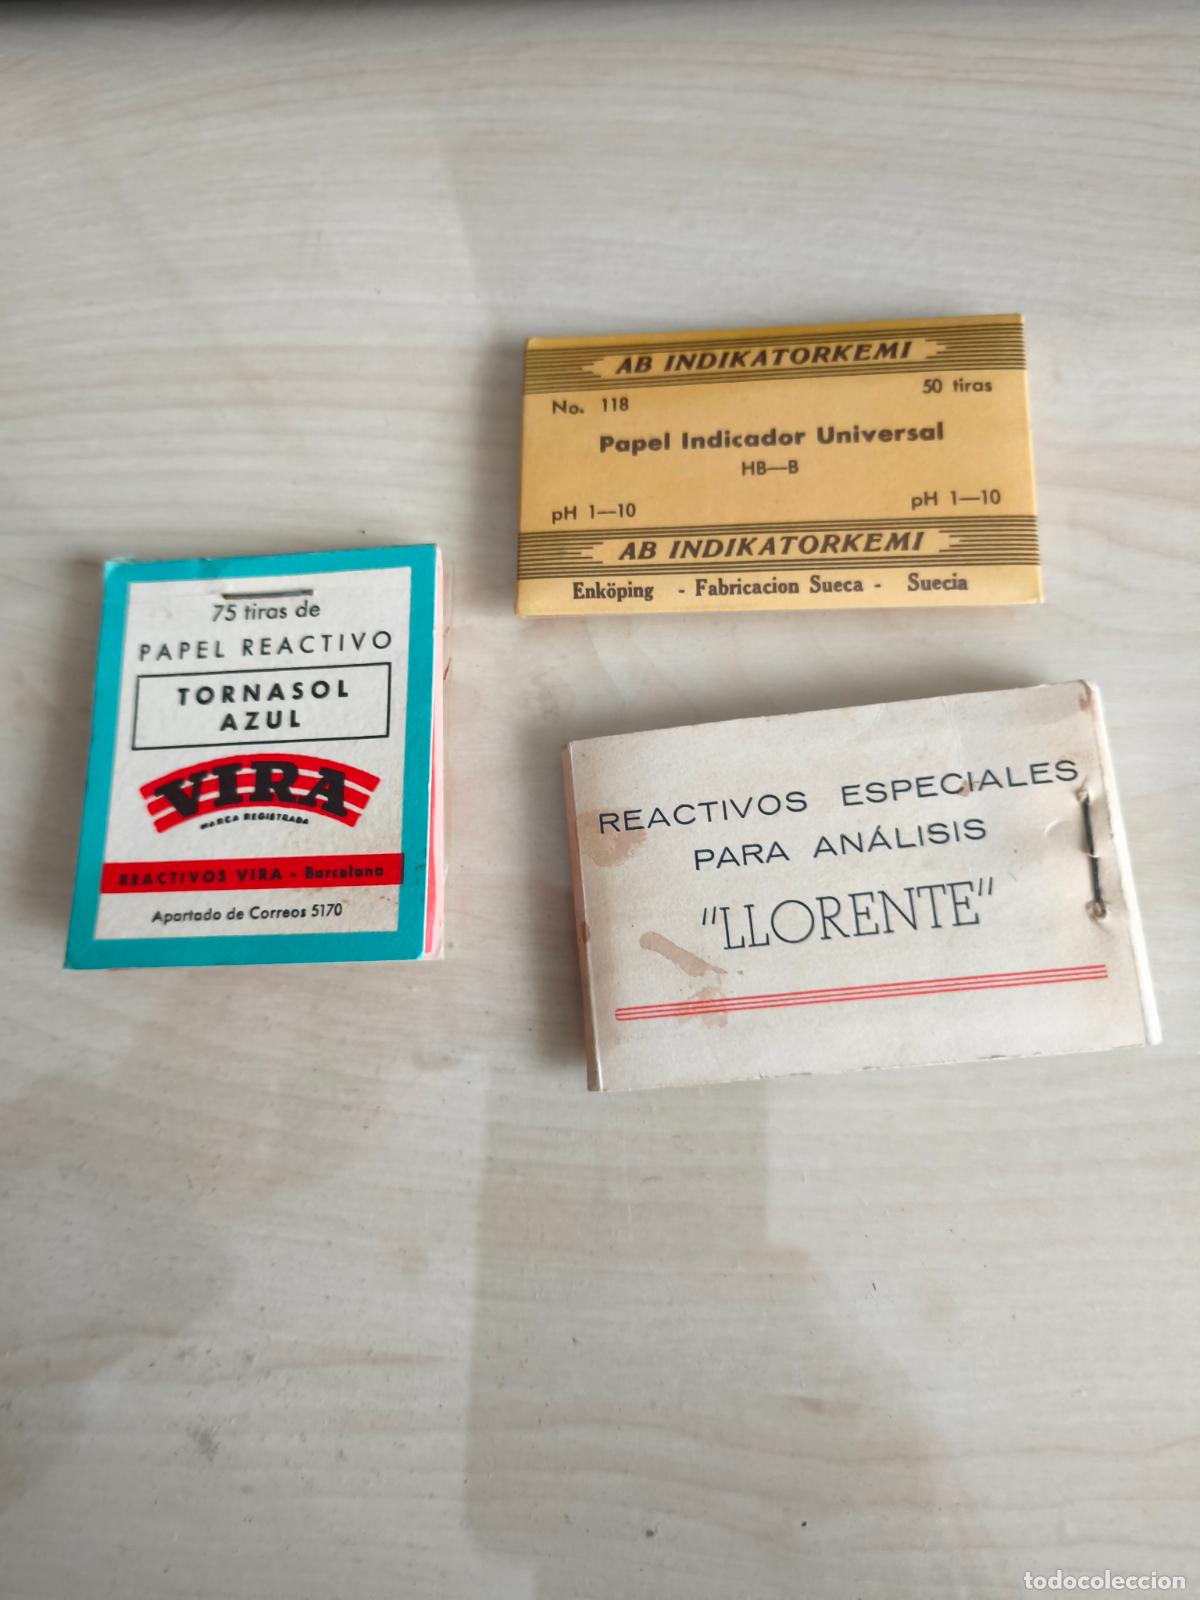 AB INDIKATORKEMI
No. 118
50 tiras
Papel Indicador Universal
HB—B
pH 1—10
pH 1—10
AB INDIKATORKEMI
Enköping - Fabricacion Sueca - Suecia
75 tiras de
PAPEL REACTIVO
TORNASOL
AZUL
VIRA
MARCA REGISTRADA
REACTIVOS VIRA - Barcelona
Apartado de Correos 5170
REACTIVOS ESPECIALES
PARA ANÁLISIS
"LLORENTE"
todocoleccion